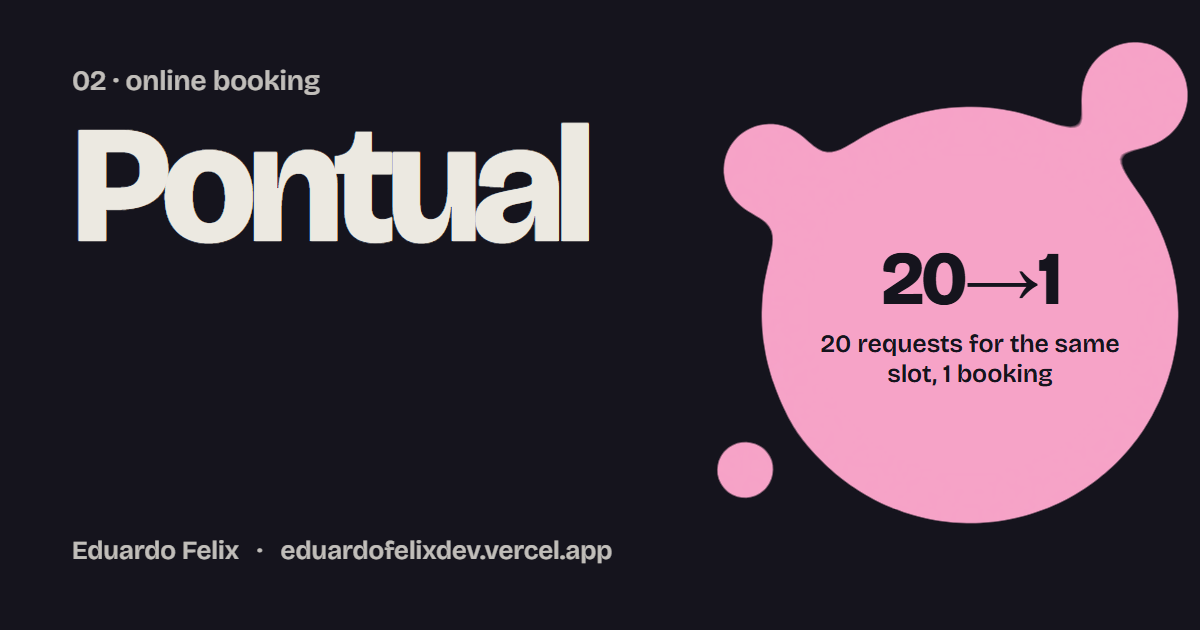 02 · online booking
Pontual
20→1
20 requests for the same
slot, 1 booking
Eduardo Felix · eduardofelixdev.vercel.app